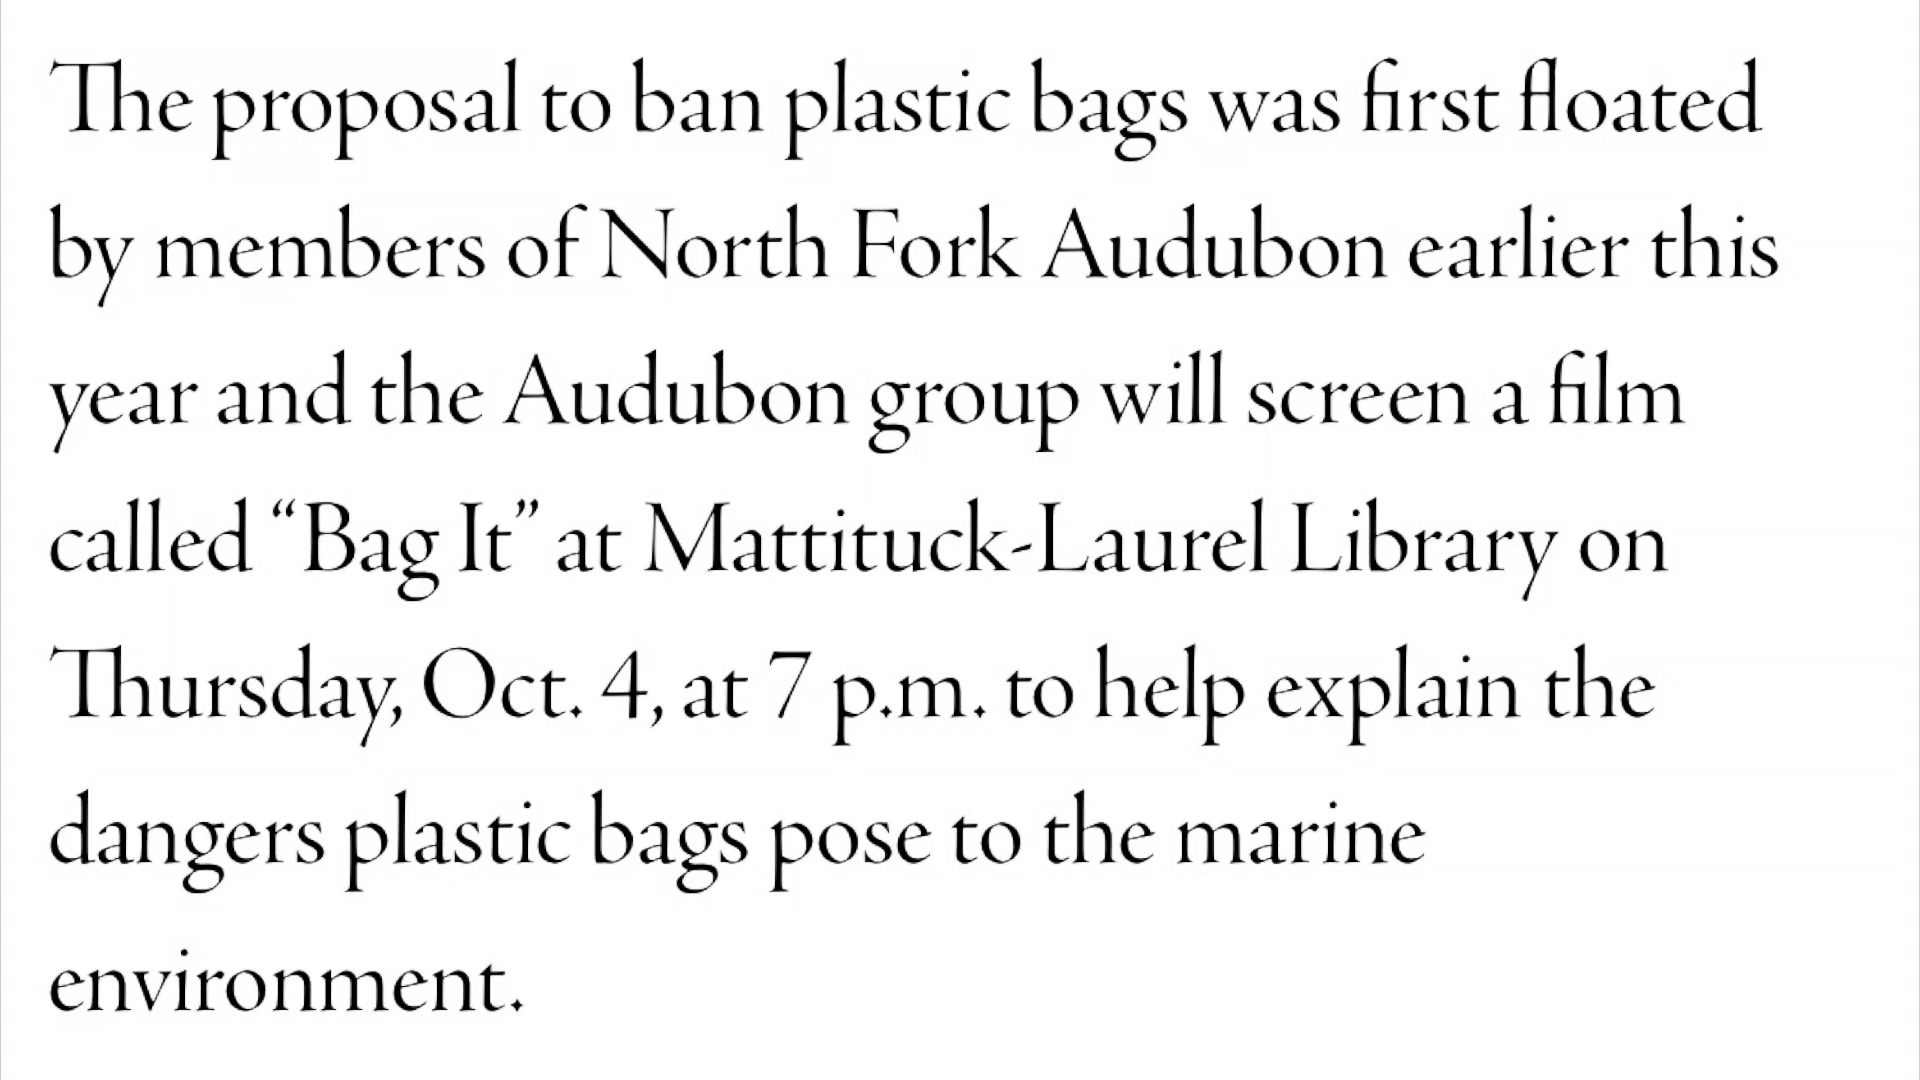 The proposal to ban plastic bags was first floated
by members of North Fork Audubon earlier this
year and the Audubon group will screen a film
called “Bag It” at Mattituck-Laurel Library on
Thursday, Oct. 4, at 7 p.m. to help explain the
dangers plastic bags pose to the marine
environment.